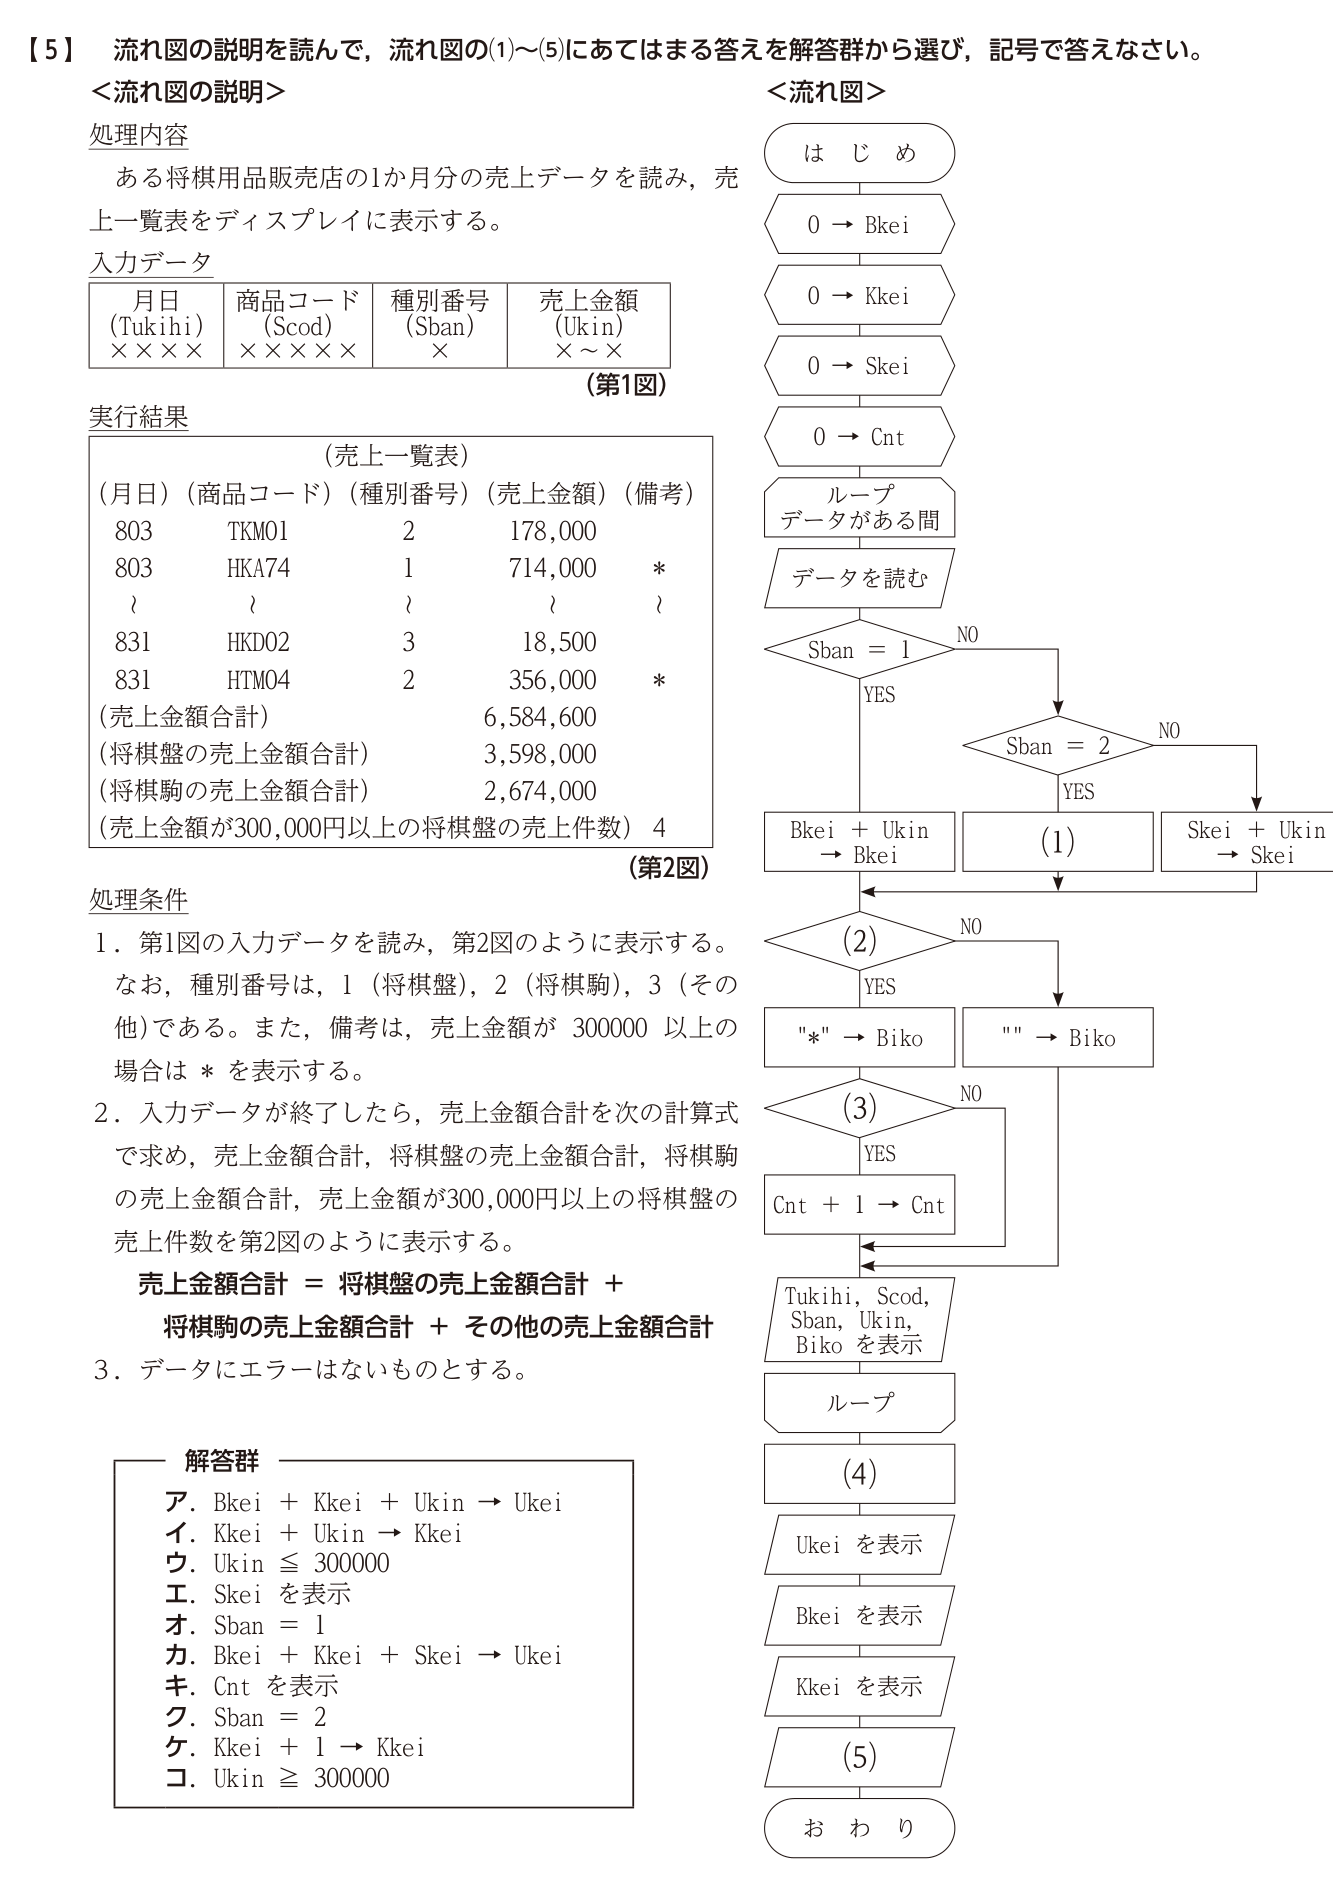 【５】　流れ図の説明を読んで，流れ図の⑴～⑸にあてはまる答えを解答群から選び，記号で答えなさい。
＜流れ図の説明＞
処理内容
　ある将棋用品販売店の1か月分の売上データを読み，売
上一覧表をディスプレイに表示する。
入力データ
月日　商品コード　種別番号　売上金額
(Tukihi)　(Scod)　(Sban)　(Ukin)
××××　×××××　×　×～×
（第1図）
実行結果
（売上一覧表）
（月日）（商品コード）（種別番号）（売上金額）（備考）
803　TKM01　2　178,000
803　HKA74　1　714,000　＊
～　～　～　～　～
831　HKD02　3　18,500
831　HTM04　2　356,000　＊
（売上金額合計）　6,584,600
（将棋盤の売上金額合計）　3,598,000
（将棋駒の売上金額合計）　2,674,000
（売上金額が300,000円以上の将棋盤の売上件数）　4
（第2図）
処理条件
１．第1図の入力データを読み，第2図のように表示する。
なお，種別番号は，1（将棋盤），2（将棋駒），3（その
他）である。また，備考は，売上金額が 300000 以上の
場合は ＊ を表示する。
２．入力データが終了したら，売上金額合計を次の計算式
で求め，売上金額合計，将棋盤の売上金額合計，将棋駒
の売上金額合計，売上金額が300,000円以上の将棋盤の
売上件数を第2図のように表示する。
売上金額合計 ＝ 将棋盤の売上金額合計 ＋
将棋駒の売上金額合計 ＋ その他の売上金額合計
３．データにエラーはないものとする。
解答群
ア．Bkei ＋ Kkei ＋ Ukin → Ukei
イ．Kkei ＋ Ukin → Kkei
ウ．Ukin ≦ 300000
エ．Skei を表示
オ．Sban ＝ 1
カ．Bkei ＋ Kkei ＋ Skei → Ukei
キ．Cnt を表示
ク．Sban ＝ 2
ケ．Kkei ＋ 1 → Kkei
コ．Ukin ≧ 300000
＜流れ図＞
は　じ　め
0 → Bkei
0 → Kkei
0 → Skei
0 → Cnt
ループ
データがある間
データを読む
Sban ＝ 1
NO
YES
Sban ＝ 2
NO
YES
Bkei ＋ Ukin
→ Bkei
(1)
Skei ＋ Ukin
→ Skei
(2)
NO
YES
"*" → Biko
"" → Biko
(3)
NO
YES
Cnt ＋ 1 → Cnt
Tukihi, Scod,
Sban, Ukin,
Biko を表示
ループ
(4)
Ukei を表示
Bkei を表示
Kkei を表示
(5)
お　わ　り